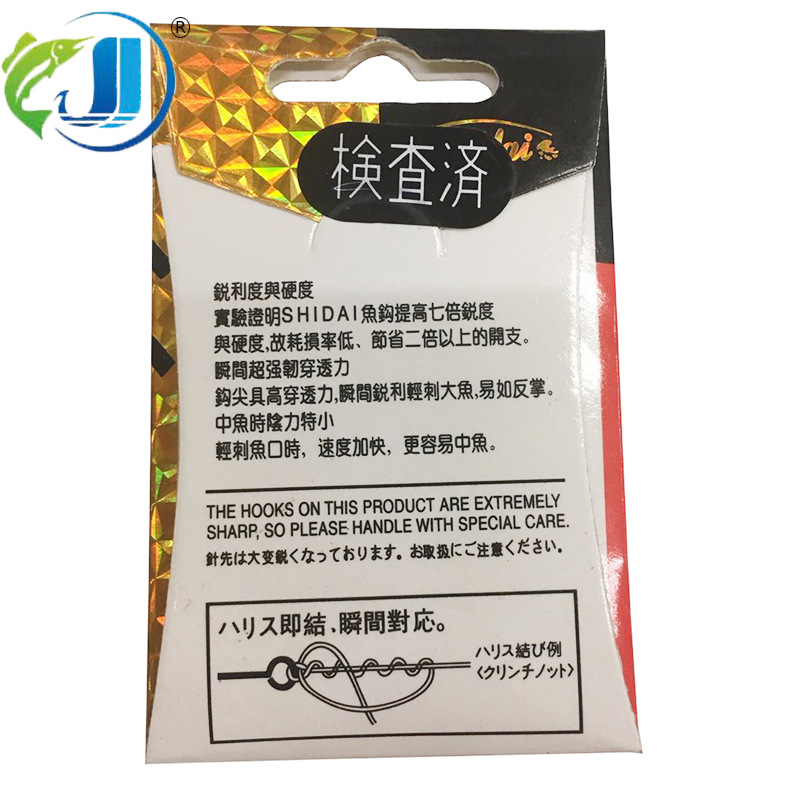 ®
検査済
鋭利度與硬度
實驗證明SHIDAI魚鈎提高七倍鋭度
與硬度,故耗損率低、節省二倍以上的開支。
瞬間超强韌穿透力
鈎尖具高穿透力,瞬間鋭利輕刺大魚,易如反掌。
中魚時陰力特小
輕刺魚口時，速度加快，更容易中魚。
THE HOOKS ON THIS PRODUCT ARE EXTREMELY
SHARP, SO PLEASE HANDLE WITH SPECIAL CARE.
針先は大変鋭くなっております。お取扱にご注意ください。
ハリス即結、瞬間對応。
ハリス結び例
〈クリンチノット〉